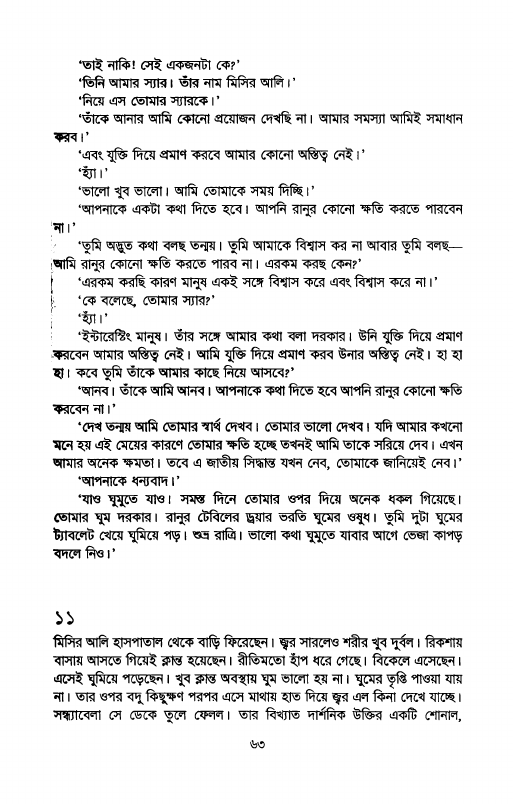 ‘তাই নাকি! সেই একজনটা কে?’
‘তিনি আমার স্যার। তাঁর নাম মিসির আলি।’
‘নিয়ে এস তোমার স্যারকে।’
‘তাঁকে আনার আমি কোনো প্রয়োজন দেখছি না। আমার সমস্যা আমিই সমাধান
করব।’
‘এবং যুক্তি দিয়ে প্রমাণ করবে আমার কোনো অস্তিত্ব নেই।’
‘হ্যাঁ।’
‘ভালো খুব ভালো। আমি তোমাকে সময় দিচ্ছি।’
‘আপনাকে একটা কথা দিতে হবে। আপনি রানুর কোনো ক্ষতি করতে পারবেন
না।’
‘তুমি অদ্ভুত কথা বলছ তন্ময়। তুমি আমাকে বিশ্বাস কর না আবার তুমি বলছ—
আমি রানুর কোনো ক্ষতি করতে পারব না। এরকম করছ কেন?’
‘এরকম করছি কারণ মানুষ একই সঙ্গে বিশ্বাস করে এবং বিশ্বাস করে না।’
‘কে বলেছে, তোমার স্যার?’
‘হ্যাঁ।’
‘ইন্টারেস্টিং মানুষ। তাঁর সঙ্গে আমার কথা বলা দরকার। উনি যুক্তি দিয়ে প্রমাণ
করবেন আমার অস্তিত্ব নেই। আমি যুক্তি দিয়ে প্রমাণ করব উনার অস্তিত্ব নেই। হা হা
হা। কবে তুমি তাঁকে আমার কাছে নিয়ে আসবে?’
‘আনব। তাঁকে আমি আনব। আপনাকে কথা দিতে হবে আপনি রানুর কোনো ক্ষতি
করবেন না।’
‘দেখ তন্ময় আমি তোমার স্বার্থ দেখব। তোমার ভালো দেখব। যদি আমার কখনো
মনে হয় এই মেয়ের কারণে তোমার ক্ষতি হচ্ছে তখনই আমি তাকে সরিয়ে দেব। এখন
আমার অনেক ক্ষমতা। তবে এ জাতীয় সিদ্ধান্ত যখন নেব, তোমাকে জানিয়েই নেব।’
‘আপনাকে ধন্যবাদ।’
‘যাও ঘুমুতে যাও। সমস্ত দিনে তোমার ওপর দিয়ে অনেক ধকল গিয়েছে।
তোমার ঘুম দরকার। রানুর টেবিলের ড্রয়ার ভরতি ঘুমের ওষুধ। তুমি দুটা ঘুমের
ট্যাবলেট খেয়ে ঘুমিয়ে পড়। শুভ্র রাত্রি। ভালো কথা ঘুমুতে যাবার আগে ভেজা কাপড়
বদলে নিও।’
১১
মিসির আলি হাসপাতাল থেকে বাড়ি ফিরেছেন। জ্বর সারলেও শরীর খুব দুর্বল। রিকশায়
বাসায় আসতে গিয়েই ক্লান্ত হয়েছেন। রীতিমতো হাঁপ ধরে গেছে। বিকেলে এসেছেন।
এসেই ঘুমিয়ে পড়েছেন। খুব ক্লান্ত অবস্থায় ঘুম ভালো হয় না। ঘুমের তৃপ্তি পাওয়া যায়
না। তার ওপর বদু কিছুক্ষণ পরপর এসে মাথায় হাত দিয়ে জ্বর এল কিনা দেখে যাচ্ছে।
সন্ধ্যাবেলা সে ডেকে তুলে ফেলল। তার বিখ্যাত দার্শনিক উক্তির একটি শোনাল,
৬৩